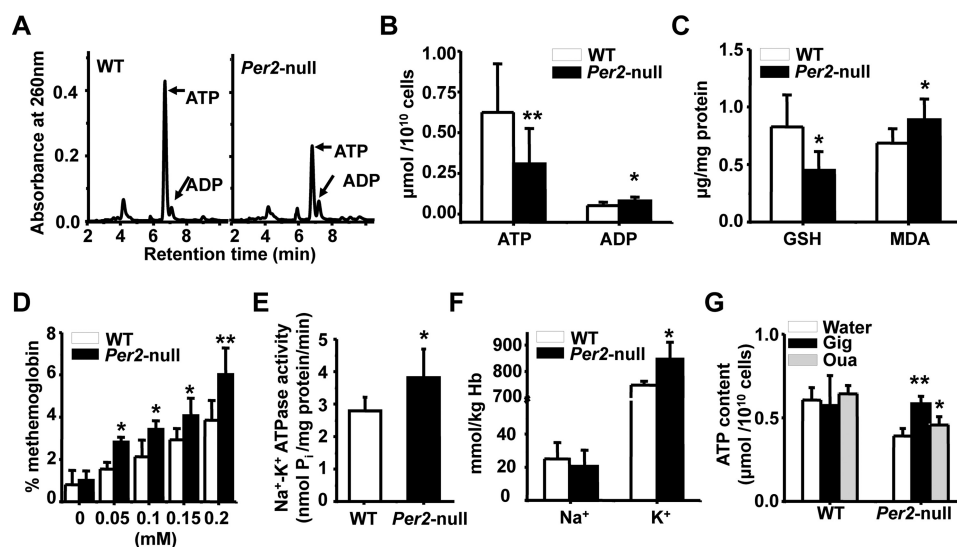 A
WT
Per2-null
Absorbance at 260nm
0.4
0.2
0.0
ATP
ADP
ATP
ADP
2 4 6 8 2 4 6 8
Retention time (min)
B
WT
Per2-null
μmol /10¹⁰ cells
1.00
0.75
0.50
0.25
0.00
**
*
ATP ADP
C
WT
Per2-null
μg/mg protein
1.5
1.0
0.5
0.0
*
*
GSH MDA
D
WT
Per2-null
% methemoglobin
8
6
4
2
0
*
*
*
**
0 0.05 0.1 0.15 0.2
(mM)
E
Na⁺-K⁺ ATPase activity
(nmol Pᵢ /mg protein/min)
5
4
3
2
1
0
*
WT Per2-null
F
WT
Per2-null
mmol/kg Hb
900
800
700
60
40
20
0
*
Na⁺ K⁺
G
Water
Gig
Oua
ATP content
(μmol /10¹⁰ cells)
1.0
0.5
0.0
**
*
WT Per2-null